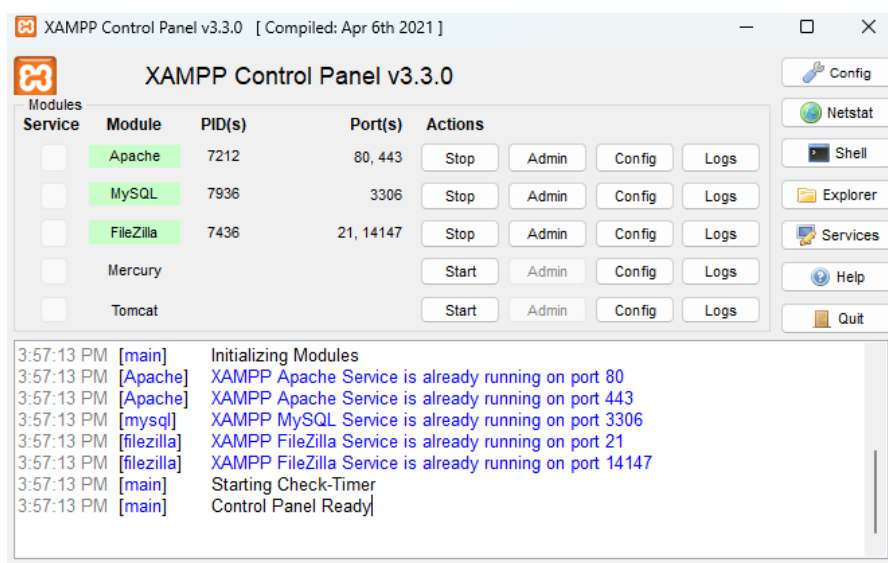 XAMPP Control Panel v3.3.0 [ Compiled: Apr 6th 2021 ]
XAMPP Control Panel v3.3.0
Config
Modules
Service Module PID(s) Port(s) Actions
Netstat
Apache 7212 80, 443 Stop Admin Config Logs
Shell
MySQL 7936 3306 Stop Admin Config Logs
Explorer
FileZilla 7436 21, 14147 Stop Admin Config Logs
Services
Mercury Start Admin Config Logs
Help
Tomcat Start Admin Config Logs
Quit
3:57:13 PM [main] Initializing Modules
3:57:13 PM [Apache] XAMPP Apache Service is already running on port 80
3:57:13 PM [Apache] XAMPP Apache Service is already running on port 443
3:57:13 PM [mysql] XAMPP MySQL Service is already running on port 3306
3:57:13 PM [filezilla] XAMPP FileZilla Service is already running on port 21
3:57:13 PM [filezilla] XAMPP FileZilla Service is already running on port 14147
3:57:13 PM [main] Starting Check-Timer
3:57:13 PM [main] Control Panel Ready